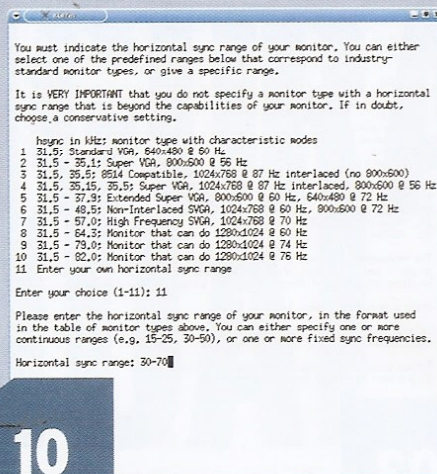 You must indicate the horizontal sync range of your monitor. You can either
select one of the predefined ranges below that correspond to industry-
standard monitor types, or give a specific range.
It is VERY IMPORTANT that you do not specify a monitor type with a horizontal
sync range that is beyond the capabilities of your monitor. If in doubt,
choose a conservative setting.
hsync in kHz; monitor type with characteristic modes
1 31.5; Standard VGA, 640x480 @ 60 Hz
2 31.5 - 35.1; Super VGA, 800x600 @ 56 Hz
3 31.5, 35.5; 8514 Compatible, 1024x768 @ 87 Hz interlaced (no 800x600)
4 31.5, 35.15, 35.5; Super VGA, 1024x768 @ 87 Hz interlaced, 800x600 @ 56 Hz
5 31.5 - 37.9; Extended Super VGA, 800x600 @ 60 Hz, 640x480 @ 72 Hz
6 31.5 - 48.5; Non-Interlaced SVGA, 1024x768 @ 60 Hz, 800x600 @ 72 Hz
7 31.5 - 57.0; High Frequency SVGA, 1024x768 @ 70 Hz
8 31.5 - 64.3; Monitor that can do 1280x1024 @ 60 Hz
9 31.5 - 79.0; Monitor that can do 1280x1024 @ 74 Hz
10 31.5 - 82.0; Monitor that can do 1280x1024 @ 76 Hz
11 Enter your own horizontal sync range
Enter your choice (1-11): 11
Please enter the horizontal sync range of your monitor, in the format used
in the table of monitor types above. You can either specify one or more
continuous ranges (e.g. 15-25, 30-50), or one or more fixed sync frequencies.
Horizontal sync range: 30-70
10